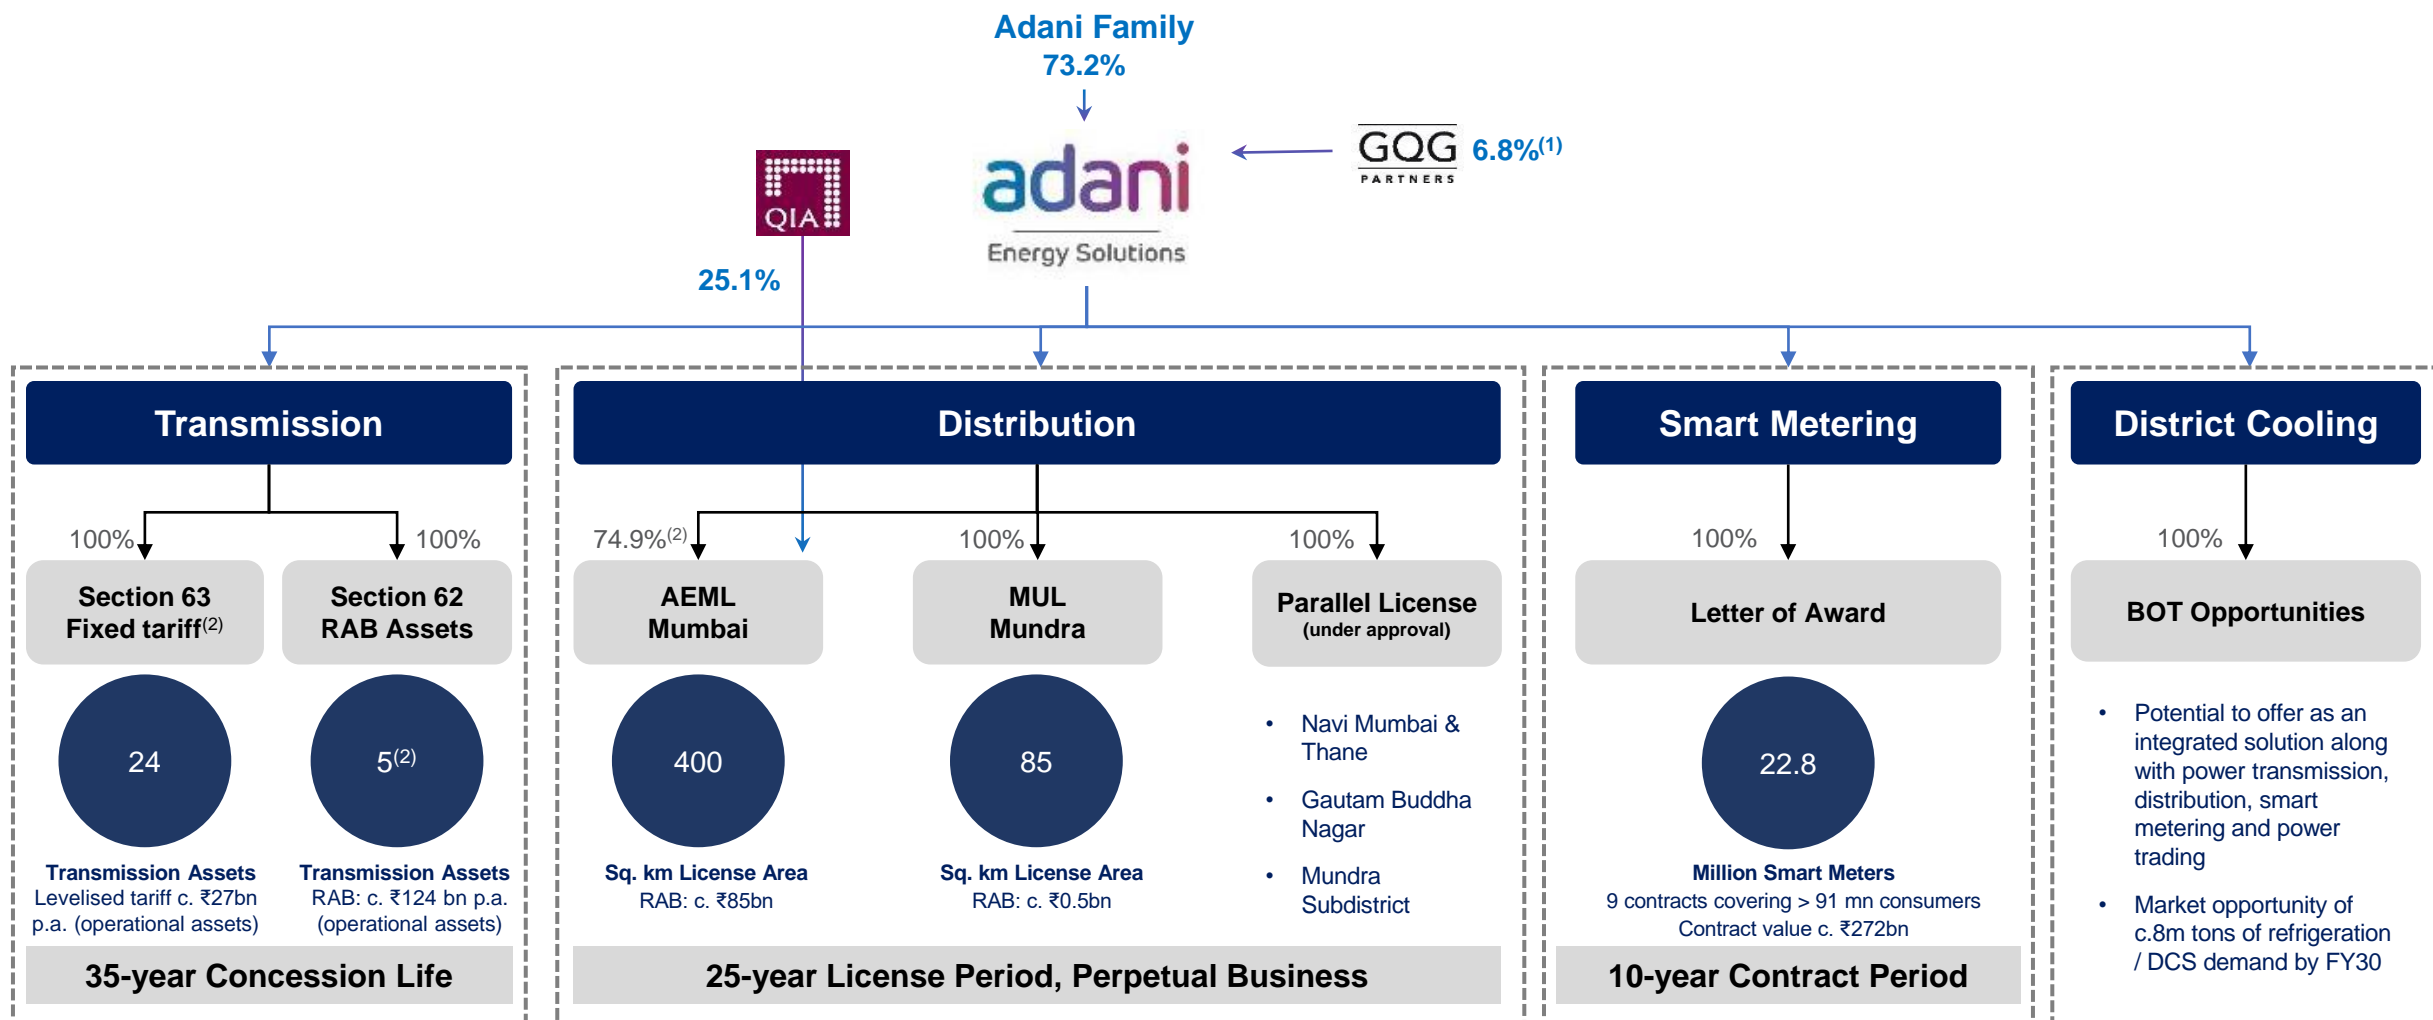 Adani Family
73.2%
adani
Energy Solutions
GQG
PARTNERS
6.8%(1)
QIA
25.1%
Transmission
100%
100%
Section 63
Fixed tariff(2)
Section 62
RAB Assets
24
5(2)
Transmission Assets
Levelised tariff c. ₹27bn
p.a. (operational assets)
Transmission Assets
RAB: c. ₹124 bn p.a.
(operational assets)
35-year Concession Life
Distribution
74.9%(2)
100%
100%
AEML
Mumbai
MUL
Mundra
Parallel License
(under approval)
400
85
Sq. km License Area
RAB: c. ₹85bn
Sq. km License Area
RAB: c. ₹0.5bn
• Navi Mumbai &
Thane
• Gautam Buddha
Nagar
• Mundra
Subdistrict
25-year License Period, Perpetual Business
Smart Metering
100%
Letter of Award
22.8
Million Smart Meters
9 contracts covering > 91 mn consumers
Contract value c. ₹272bn
10-year Contract Period
District Cooling
100%
BOT Opportunities
• Potential to offer as an
integrated solution along
with power transmission,
distribution, smart
metering and power
trading
• Market opportunity of
c.8m tons of refrigeration
/ DCS demand by FY30